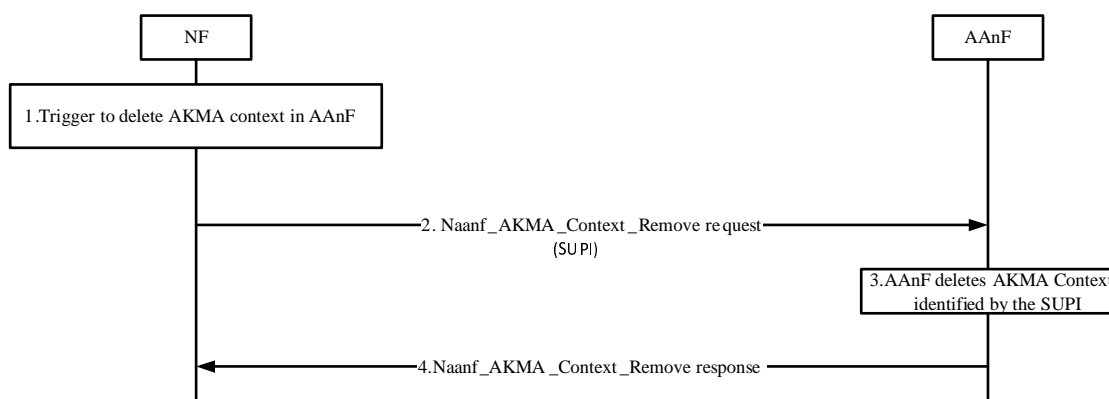 NF
AAnF
1.Trigger to delete AKMA context in AAnF
2. Naanf_AKMA_Context_Remove request
(SUPI)
3.AAnF deletes AKMA Context
identified by the SUPI
4.Naanf_AKMA_Context_Remove response